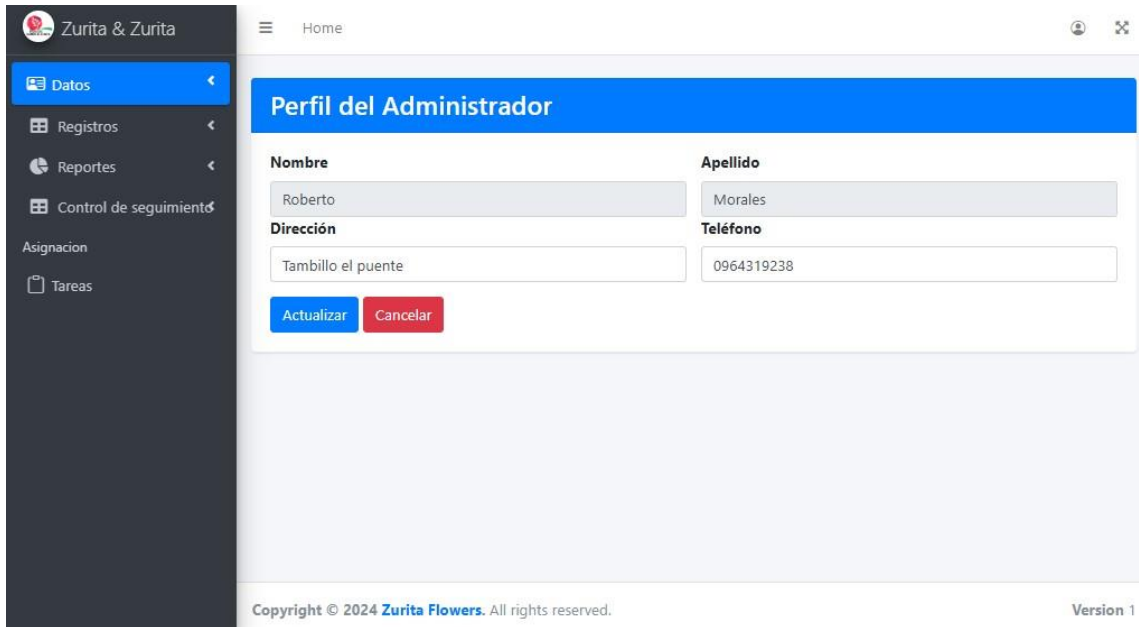 Zurita & Zurita
Home
Datos
Registros
Reportes
Control de seguimiento
Asignacion
Tareas
Perfil del Administrador
Nombre
Apellido
Roberto
Morales
Dirección
Teléfono
Tambillo el puente
0964319238
Actualizar
Cancelar
Copyright © 2024 Zurita Flowers. All rights reserved.
Version 1